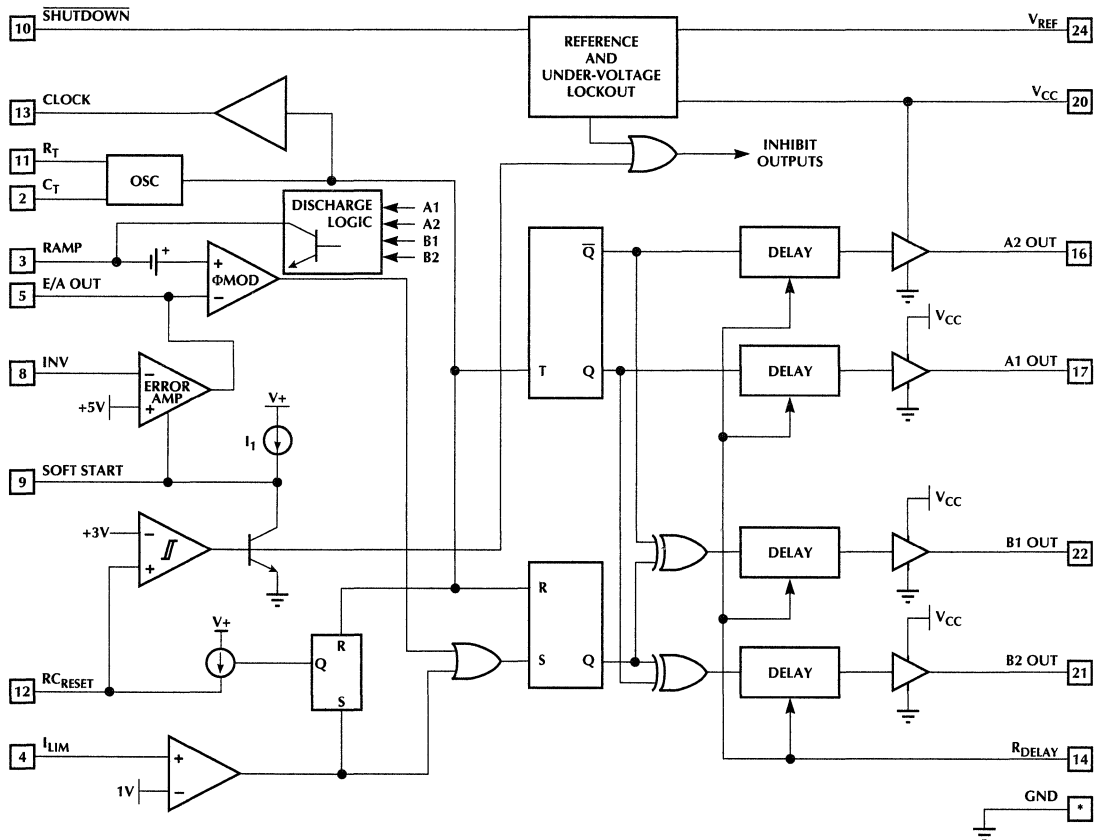 10 SHUTDOWN
REFERENCE
AND
UNDER-VOLTAGE
LOCKOUT
VREF 24
13 CLOCK
VCC 20
11 RT
2 CT
OSC
INHIBIT
OUTPUTS
DISCHARGE
LOGIC
A1
A2
B1
B2
3 RAMP
+
+
ΦMOD
−
5 E/A OUT
Q̅
DELAY
A2 OUT 16
VCC
8 INV
−
ERROR
AMP
+5V
+
T
Q
DELAY
A1 OUT 17
V+
I1
9 SOFT START
+3V
−
+
VCC
DELAY
B1 OUT 22
R
V+
R
Q
S
S
Q
VCC
DELAY
B2 OUT 21
12 RCRESET
4 ILIM
+
1V
−
RDELAY 14
GND *